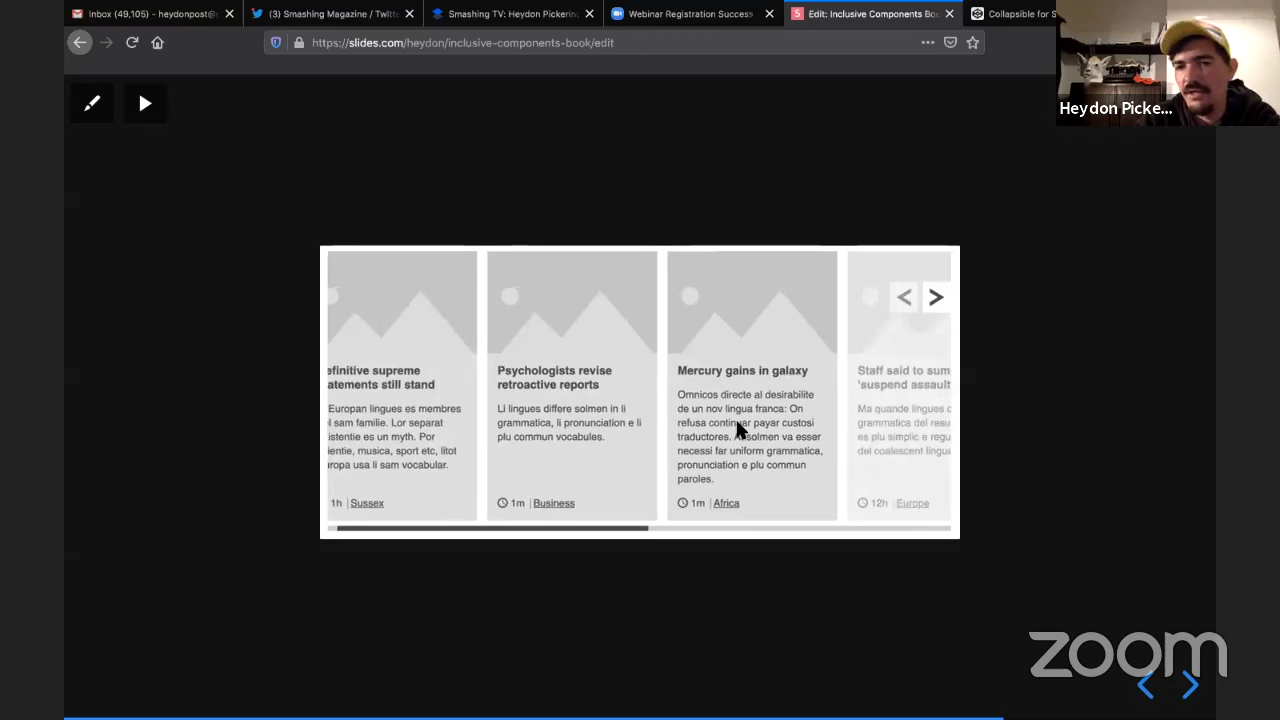 Inbox (49,105) - heydonpost@
(3) Smashing Magazine / Twitte
Smashing TV: Heydon Pickerin
Webinar Registration Success
Edit: Inclusive Components Bo
Collapsible for S
https://slides.com/heydon/inclusive-components-book/edit
Heydon Picke...
< >
efinitive supreme
atements still stand
Europan lingues es membres
l sam familie. Lor separat
istentie es un myth. Por
ientie, musica, sport etc, litot
uropa usa li sam vocabular.
1h | Sussex
Psychologists revise
retroactive reports
Li lingues differe solmen in li
grammatica, li pronunciation e li
plu commun vocabules.
1m | Business
Mercury gains in galaxy
Omnicos directe al desirabilite
de un nov lingua franca: On
refusa continuar payar custosi
traductores. solmen va esser
necessi far uniform grammatica,
pronunciation e plu commun
paroles.
1m | Africa
Staff said to sum
'suspend assault
Ma quande lingues c
grammatica del resu
es plu simplic e regu
del coalescent lingue
12h | Europe
zoom